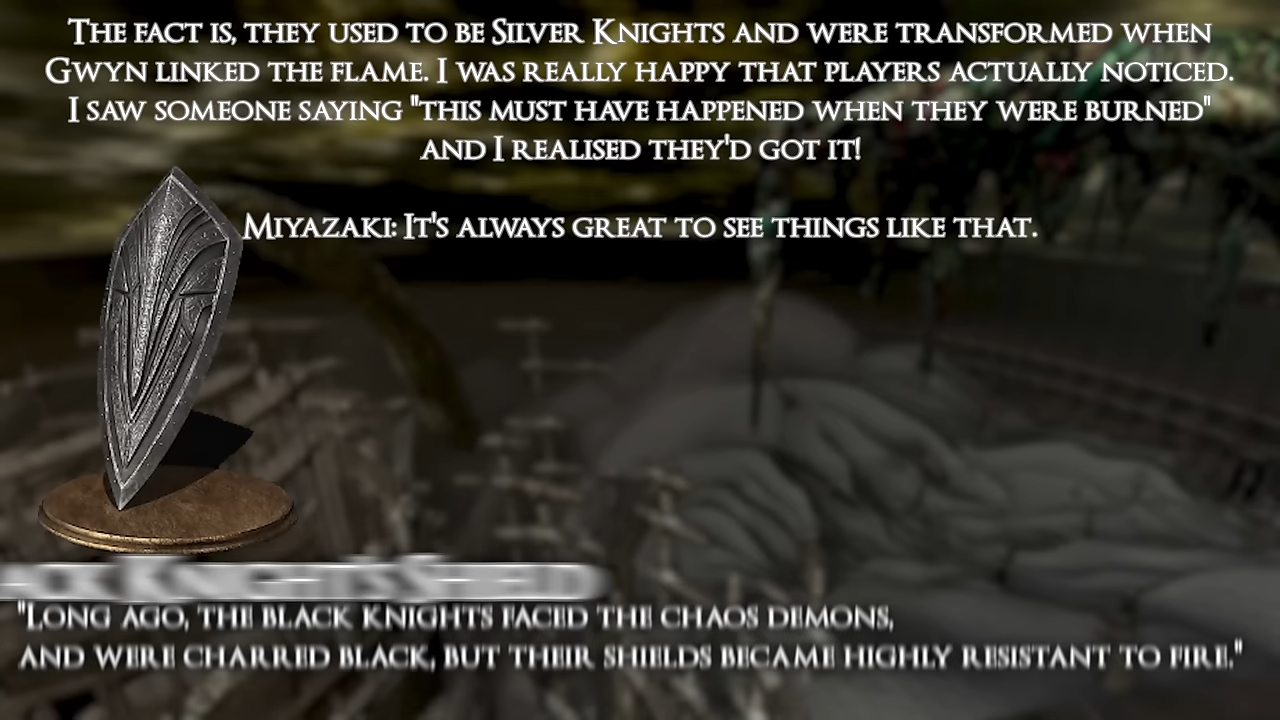 The fact is, they used to be Silver Knights and were transformed when
Gwyn linked the flame. I was really happy that players actually noticed.
I saw someone saying "this must have happened when they were burned"
and I realised they'd got it!
Miyazaki: It's always great to see things like that.
Knight's Shield
"Long ago, the black knights faced the chaos demons,
and were charred black, but their shields became highly resistant to fire."